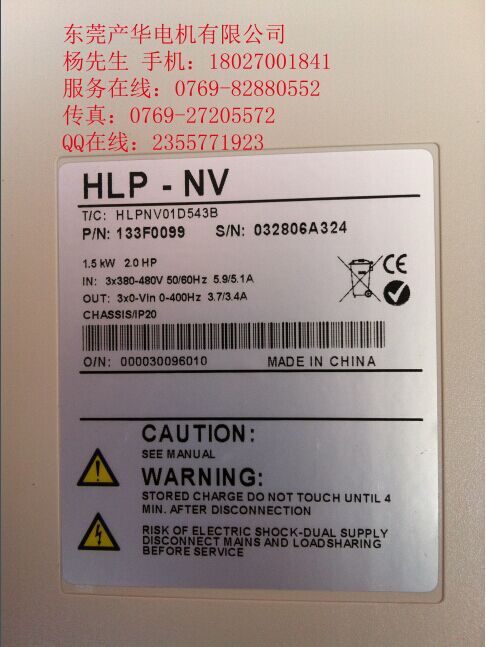 东莞产华电机有限公司
杨先生 手机：18027001841
服务在线：0769-82880552
传真：0769-27205572
QQ在线：2355771923
HLP - NV
T/C: HLPNV01D543B
P/N: 133F0099 S/N: 032806A324
1.5 kW 2.0 HP
IN: 3x380-480V 50/60Hz 5.9/5.1A
OUT: 3x0-Vin 0-400Hz 3.7/3.4A
CHASSIS/IP20
CE
O/N: 000030096010 MADE IN CHINA
CAUTION:
SEE MANUAL
WARNING:
STORED CHARGE DO NOT TOUCH UNTIL 4
MIN. AFTER DISCONNECTION
RISK OF ELECTRIC SHOCK-DUAL SUPPLY
DISCONNECT MAINS AND LOADSHARING
BEFORE SERVICE